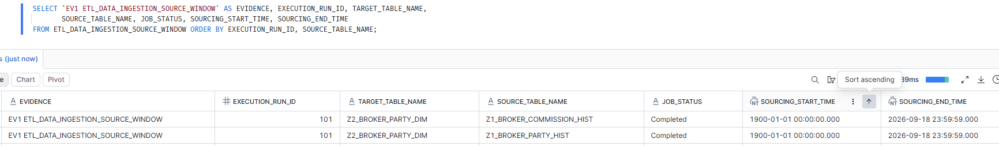 SELECT 'EV1 ETL_DATA_INGESTION_SOURCE_WINDOW' AS EVIDENCE, EXECUTION_RUN_ID, TARGET_TABLE_NAME,
SOURCE_TABLE_NAME, JOB_STATUS, SOURCING_START_TIME, SOURCING_END_TIME
FROM ETL_DATA_INGESTION_SOURCE_WINDOW ORDER BY EXECUTION_RUN_ID, SOURCE_TABLE_NAME;
s (just now)
e Chart Pivot Sort ascending 39ms
A EVIDENCE # EXECUTION_RUN_ID A TARGET_TABLE_NAME A SOURCE_TABLE_NAME A JOB_STATUS NT SOURCING_START_TIME NT SOURCING_END_TIME
EV1 ETL_DATA_INGESTION_SOURCE_WINDOW 101 Z2_BROKER_PARTY_DIM Z1_BROKER_COMMISSION_HIST Completed 1900-01-01 00:00:00.000 2026-09-18 23:59:59.000
EV1 ETL_DATA_INGESTION_SOURCE_WINDOW 101 Z2_BROKER_PARTY_DIM Z1_BROKER_PARTY_HIST Completed 1900-01-01 00:00:00.000 2026-09-18 23:59:59.000